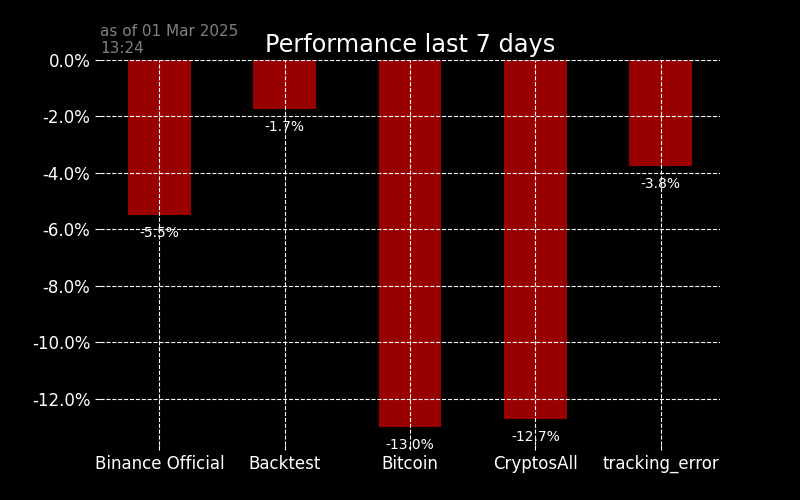 as of 01 Mar 2025
13:24
Performance last 7 days
0.0%
-2.0%
-4.0%
-6.0%
-8.0%
-10.0%
-12.0%
-5.5%
-1.7%
-13.0%
-12.7%
-3.8%
Binance Official
Backtest
Bitcoin
CryptosAll
tracking_error